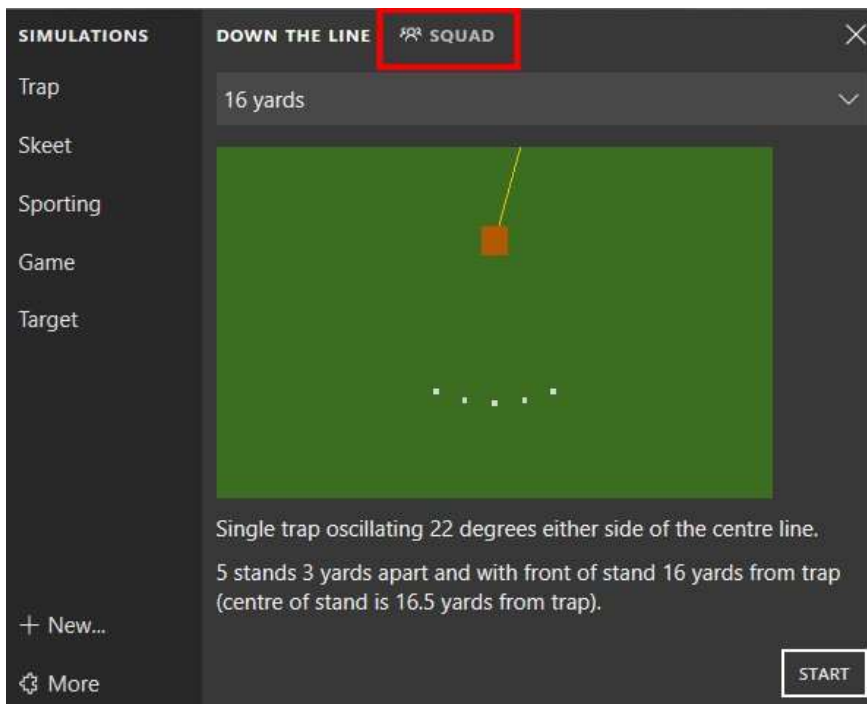 SIMULATIONS
Trap
Skeet
Sporting
Game
Target
+ New...
More
DOWN THE LINE SQUAD
16 yards
Single trap oscillating 22 degrees either side of the centre line.
5 stands 3 yards apart and with front of stand 16 yards from trap
(centre of stand is 16.5 yards from trap).
START